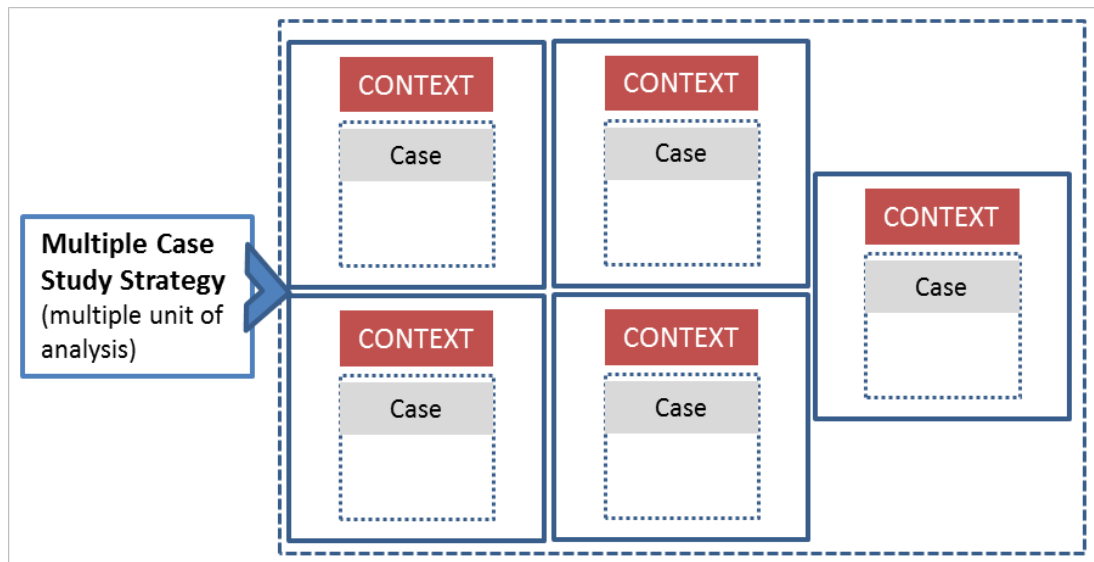 Multiple Case
Study Strategy
(multiple unit of
analysis)
CONTEXT
Case
CONTEXT
Case
CONTEXT
Case
CONTEXT
Case
CONTEXT
Case